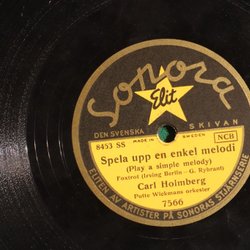 Sonora
Elit
DEN SVENSKA SKIVAN
8453 SS
MADE IN SWEDEN
NCB
Spela upp en enkel melodi
(Play a simple melody)
Foxtrot (Irving Berlin - G. Rybrant)
Carl Holmberg
Putte Wickmans orkester
7566
ELITEN AV ARTISTER PÅ SONORAS STJÄRNSERIE